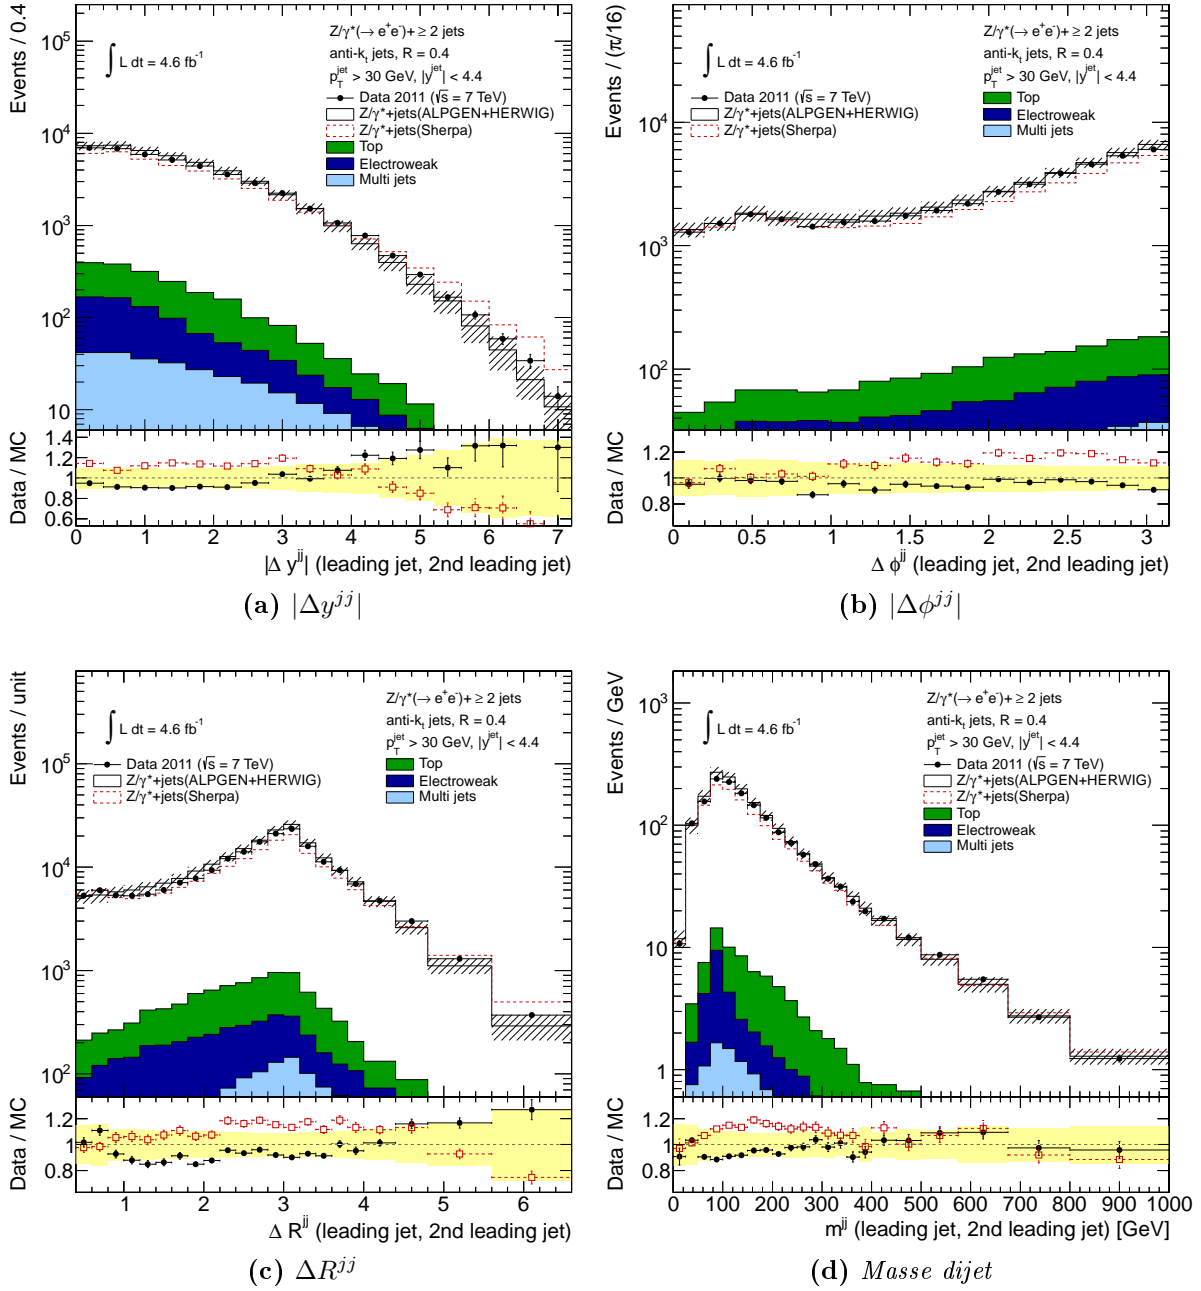 Events / 0.4
10⁵
10⁴
10³
10²
10
∫ L dt = 4.6 fb⁻¹
Z/γ*(→ e⁺e⁻)+ ≥ 2 jets
anti-kₜ jets, R = 0.4
p_T^jet > 30 GeV, |y^jet| < 4.4
Data 2011 (√s = 7 TeV)
Z/γ*+jets(ALPGEN+HERWIG)
Z/γ*+jets(Sherpa)
Top
Electroweak
Multi jets
Data / MC
1.4
1.2
1
0.8
0.6
0 1 2 3 4 5 6 7
|Δ y^jj| (leading jet, 2nd leading jet)
(a) |Δy^jj|
Events / (π/16)
10⁵
10⁴
10³
10²
∫ L dt = 4.6 fb⁻¹
Z/γ*(→ e⁺e⁻)+ ≥ 2 jets
anti-kₜ jets, R = 0.4
p_T^jet > 30 GeV, |y^jet| < 4.4
Data 2011 (√s = 7 TeV)
Z/γ*+jets(ALPGEN+HERWIG)
Z/γ*+jets(Sherpa)
Top
Electroweak
Multi jets
Data / MC
1.2
1
0.8
0 0.5 1 1.5 2 2.5 3
Δ ϕ^jj (leading jet, 2nd leading jet)
(b) |Δϕ^jj|
Events / unit
10⁵
10⁴
10³
10²
∫ L dt = 4.6 fb⁻¹
Z/γ*(→ e⁺e⁻)+ ≥ 2 jets
anti-kₜ jets, R = 0.4
p_T^jet > 30 GeV, |y^jet| < 4.4
Data 2011 (√s = 7 TeV)
Z/γ*+jets(ALPGEN+HERWIG)
Z/γ*+jets(Sherpa)
Top
Electroweak
Multi jets
Data / MC
1.2
1
0.8
1 2 3 4 5 6
Δ R^jj (leading jet, 2nd leading jet)
(c) ΔR^jj
Events / GeV
10³
10²
10
1
∫ L dt = 4.6 fb⁻¹
Z/γ*(→ e⁺e⁻)+ ≥ 2 jets
anti-kₜ jets, R = 0.4
p_T^jet > 30 GeV, |y^jet| < 4.4
Data 2011 (√s = 7 TeV)
Z/γ*+jets(ALPGEN+HERWIG)
Z/γ*+jets(Sherpa)
Top
Electroweak
Multi jets
Data / MC
1.2
1
0.8
0 100 200 300 400 500 600 700 800 900 1000
m^jj (leading jet, 2nd leading jet) [GeV]
(d) Masse dijet